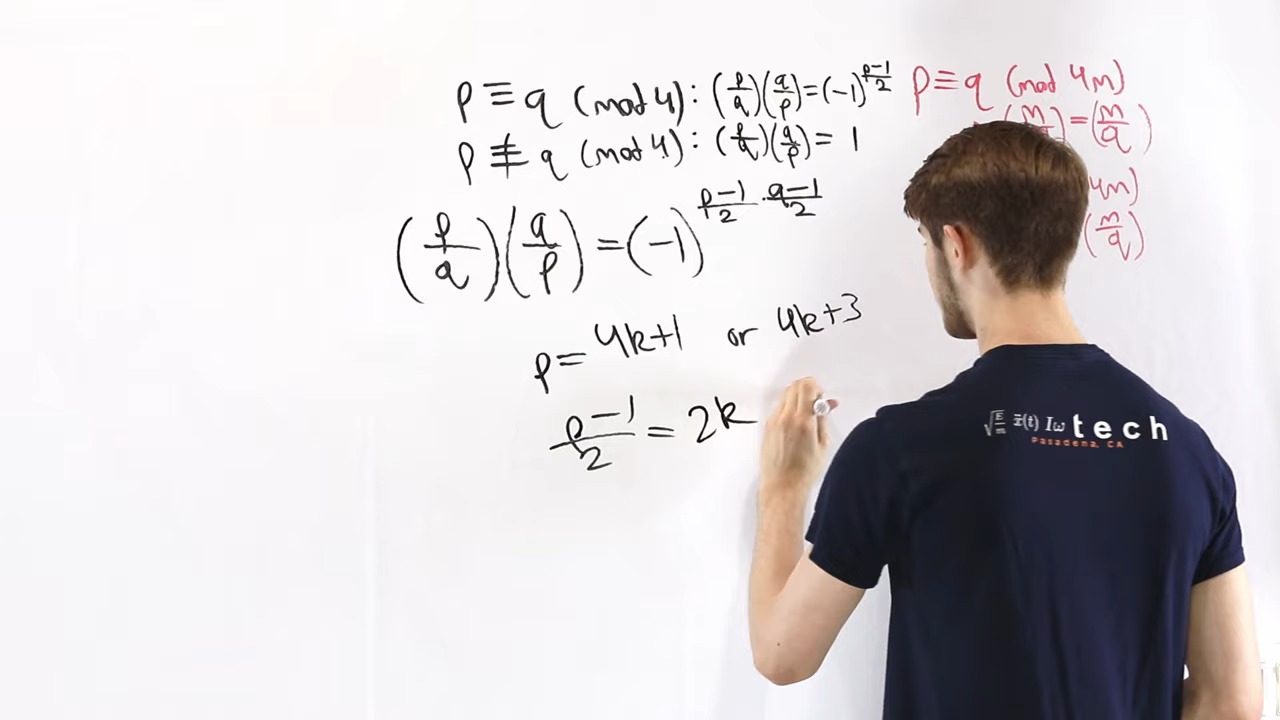 p ≡ q (mod 4): (p/q)(q/p) = (-1)^((p-1)/2)
p ≢ q (mod 4): (p/q)(q/p) = 1
(p/q)(q/p) = (-1)^((p-1)/2 · (q-1)/2)
p = 4k+1 or 4k+3
(p-1)/2 = 2k
p ≡ q (mod 4m)
(m/ ) = (m/q)
4m)
(m/q)
√(E/m) x̄(t) Iω tech
Pasadena, CA